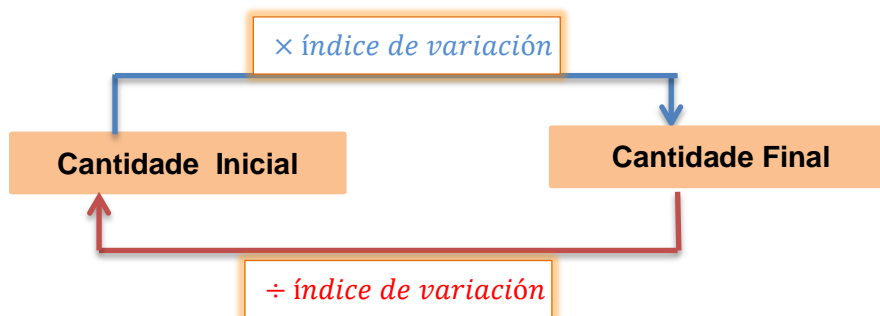 × índice de variación
Cantidade Inicial
Cantidade Final
÷ índice de variación